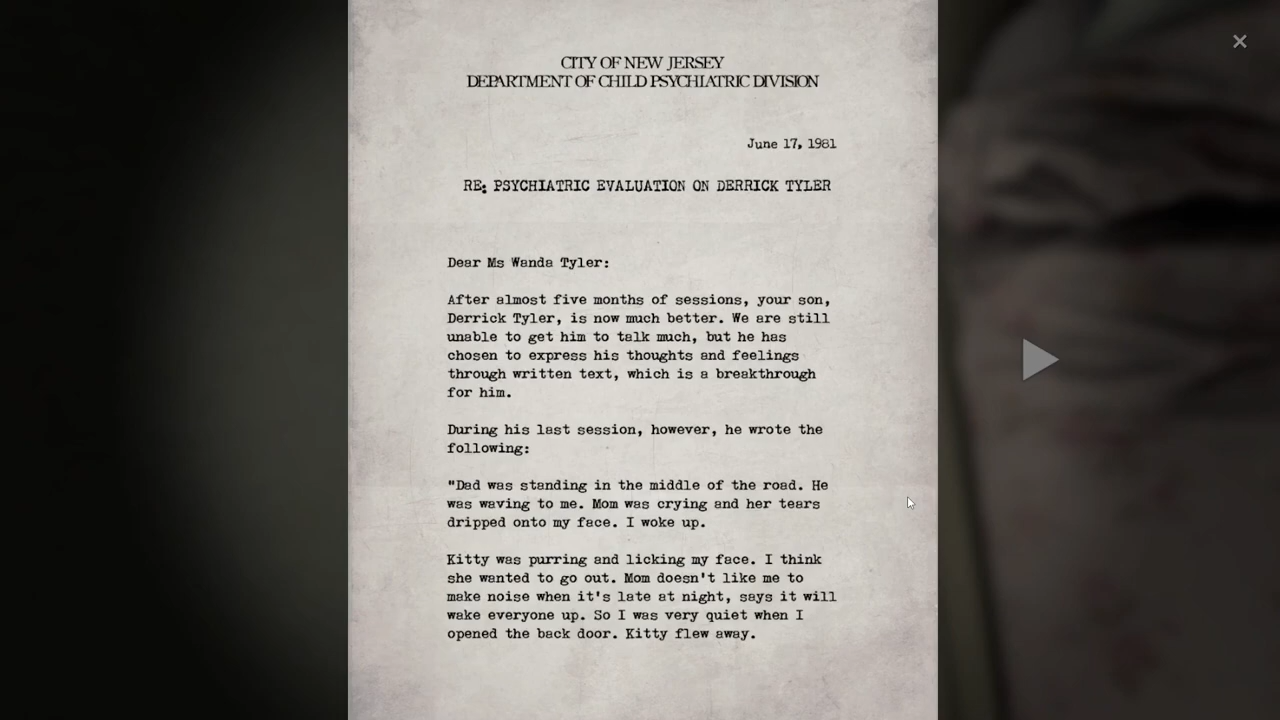 CITY OF NEW JERSEY
DEPARTMENT OF CHILD PSYCHIATRIC DIVISION
June 17, 1981
RE: PSYCHIATRIC EVALUATION ON DERRICK TYLER
Dear Ms Wanda Tyler:
After almost five months of sessions, your son,
Derrick Tyler, is now much better. We are still
unable to get him to talk much, but he has
chosen to express his thoughts and feelings
through written text, which is a breakthrough
for him.
During his last session, however, he wrote the
following:
"Dad was standing in the middle of the road. He
was waving to me. Mom was crying and her tears
dripped onto my face. I woke up.
Kitty was purring and licking my face. I think
she wanted to go out. Mom doesn't like me to
make noise when it's late at night, says it will
wake everyone up. So I was very quiet when I
opened the back door. Kitty flew away.